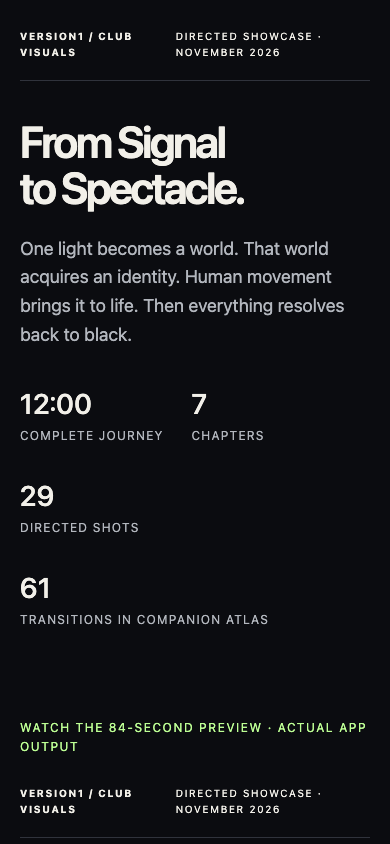 VERSION1 / CLUB VISUALS
DIRECTED SHOWCASE · NOVEMBER 2026
From Signal
to Spectacle.
One light becomes a world. That world
acquires an identity. Human movement
brings it to life. Then everything resolves
back to black.
12:00
COMPLETE JOURNEY
7
CHAPTERS
29
DIRECTED SHOTS
61
TRANSITIONS IN COMPANION ATLAS
WATCH THE 84-SECOND PREVIEW · ACTUAL APP
OUTPUT
VERSION1 / CLUB VISUALS
DIRECTED SHOWCASE · NOVEMBER 2026